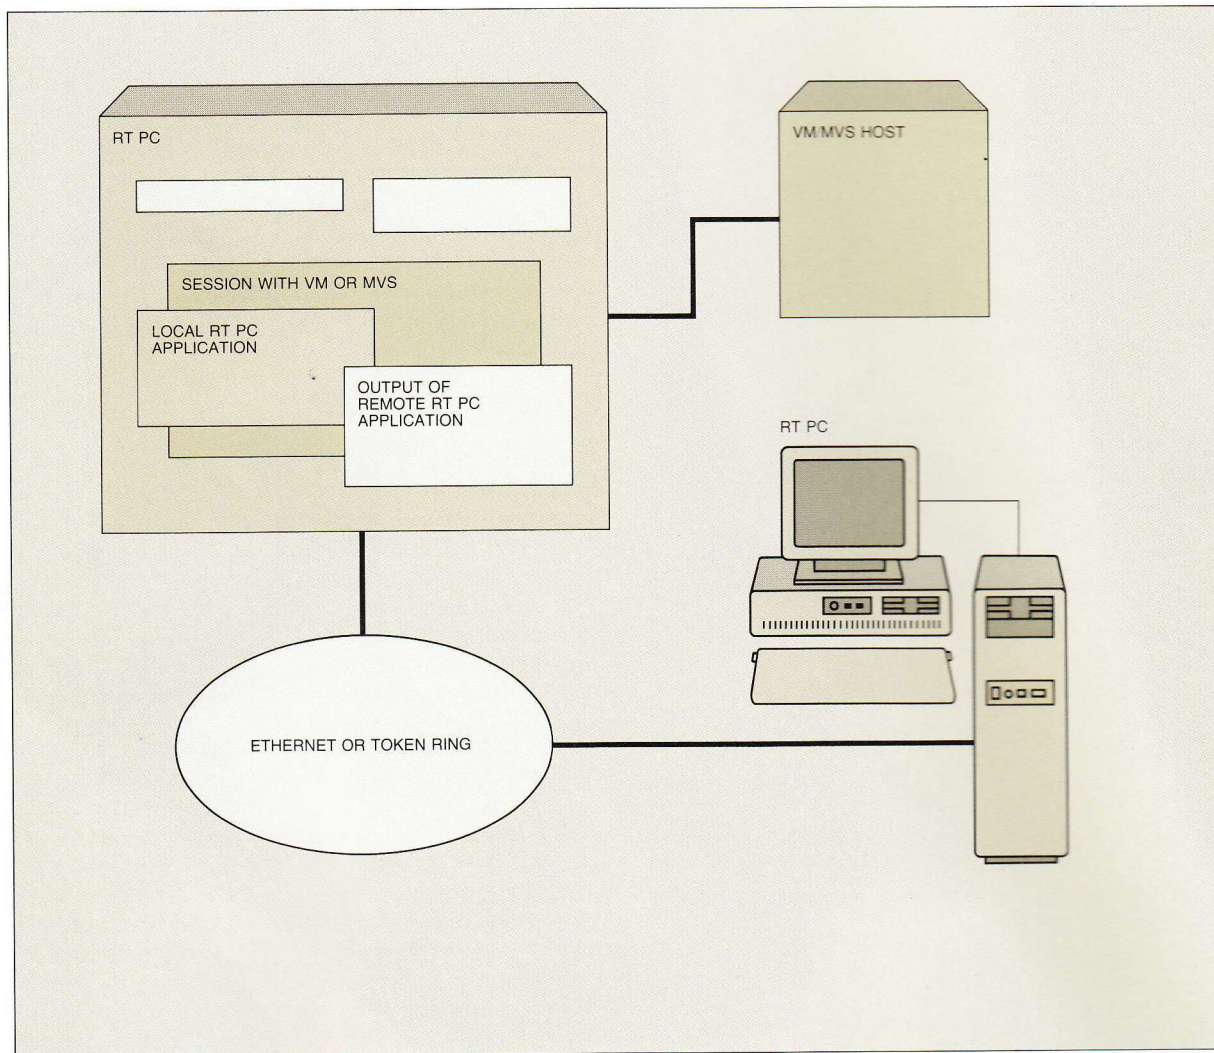 RT PC
VM/MVS HOST
SESSION WITH VM OR MVS
LOCAL RT PC
APPLICATION
OUTPUT OF
REMOTE RT PC
APPLICATION
RT PC
ETHERNET OR TOKEN RING